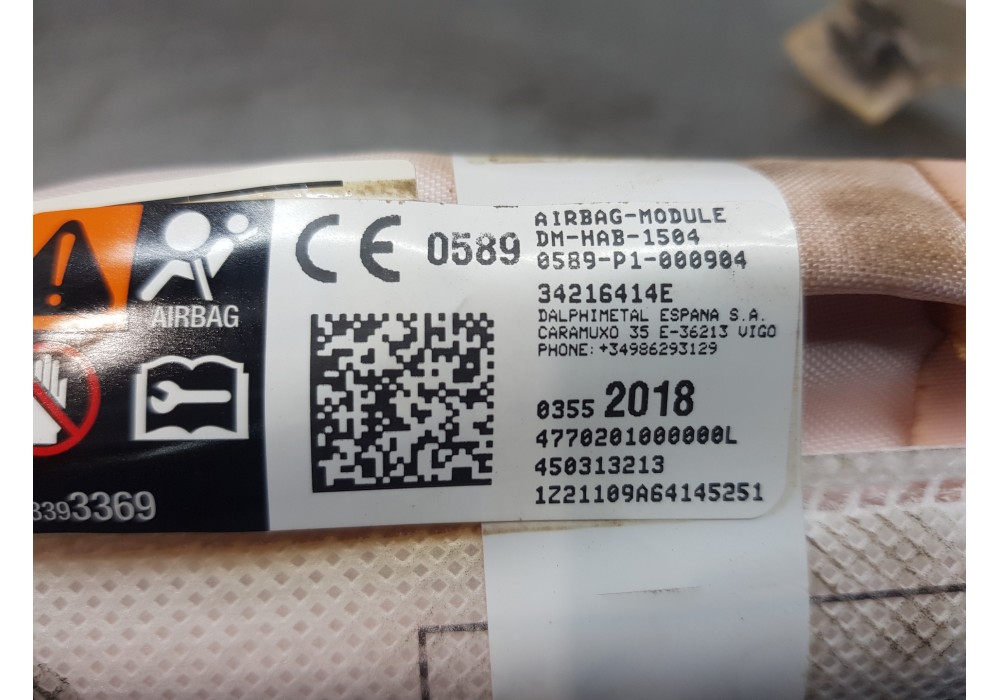 AIRBAG
3369
CE 0589
AIRBAG-MODULE
DM-HAB-1504
0589-P1-000904
34216414E
DALPHIMETAL ESPANA S.A.
CARAMUXO 35 E-36213 VIGO
PHONE: +34986293129
0355 2018
4770201000000L
450313213
1Z21109A64145251